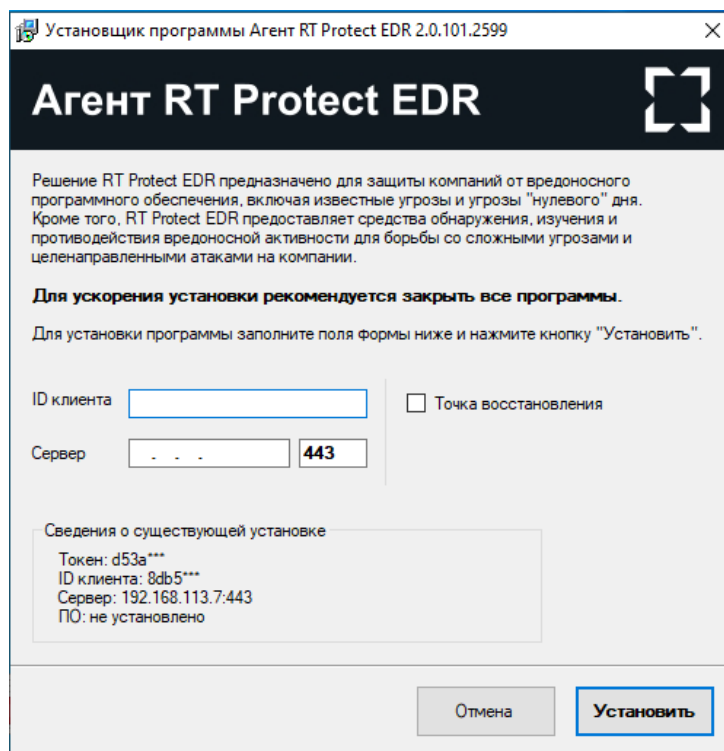 Установщик программы Агент RT Protect EDR 2.0.101.2599
Агент RT Protect EDR
Решение RT Protect EDR предназначено для защиты компаний от вредоносного
программного обеспечения, включая известные угрозы и угрозы "нулевого" дня.
Кроме того, RT Protect EDR предоставляет средства обнаружения, изучения и
противодействия вредоносной активности для борьбы со сложными угрозами и
целенаправленными атаками на компании.
Для ускорения установки рекомендуется закрыть все программы.
Для установки программы заполните поля формы ниже и нажмите кнопку "Установить".
ID клиента
Точка восстановления
Сервер . . . 443
Сведения о существующей установке
Токен: d53a***
ID клиента: 8db5***
Сервер: 192.168.113.7:443
ПО: не установлено
Отмена Установить